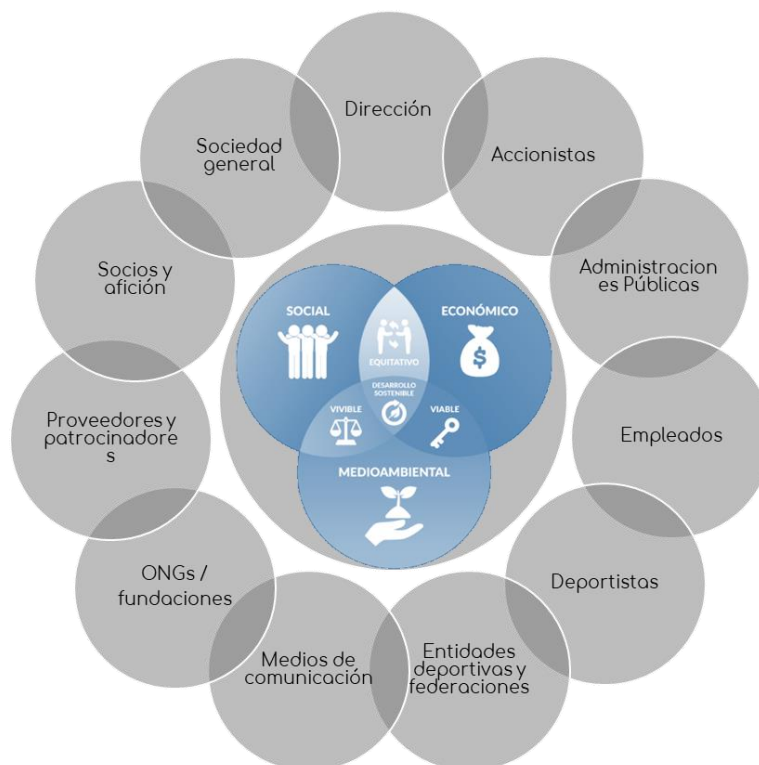 Dirección
Accionistas
Administracion
es Públicas
Empleados
Deportistas
Entidades
deportivas y
federaciones
Medios de
comunicación
ONGs /
fundaciones
Proveedores y
patrocinadore
s
Socios y
afición
Sociedad
general
SOCIAL
ECONÓMICO
EQUITATIVO
DESARROLLO
SOSTENIBLE
VIVIBLE
VIABLE
MEDIOAMBIENTAL
$